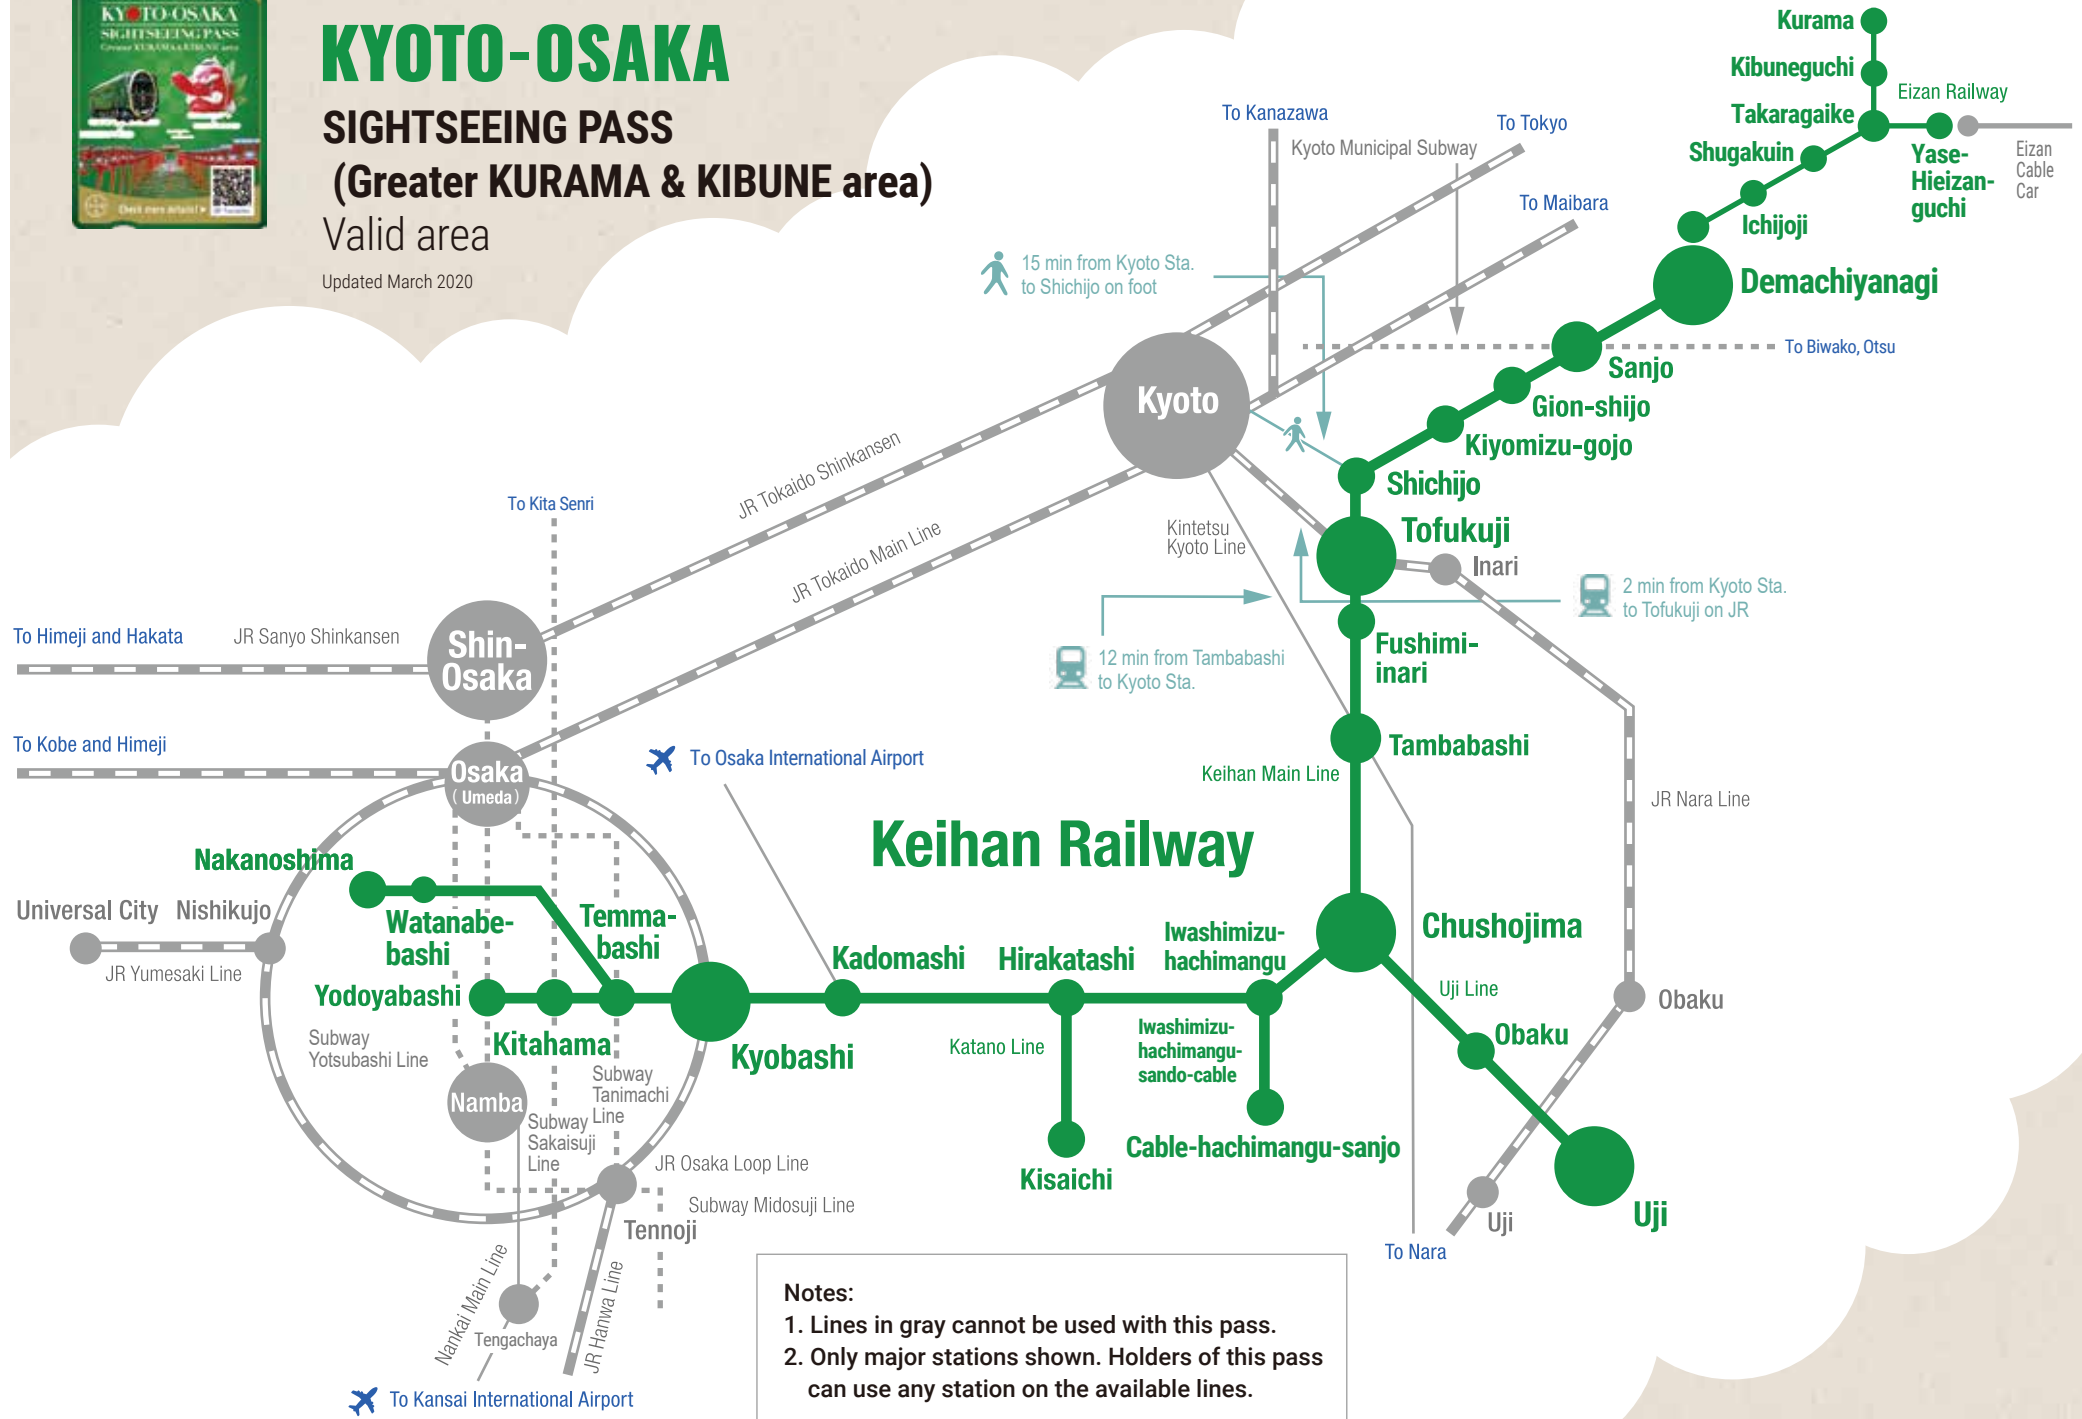 KYOTO-OSAKA
SIGHTSEEING PASS
Greater KURAMA & KIBUNE area
Check more details!
KYOTO-OSAKA
SIGHTSEEING PASS
(Greater KURAMA & KIBUNE area)
Valid area
Updated March 2020
Kurama
Kibuneguchi
Eizan Railway
Takaragaike
Shugakuin
Yase-
Hieizan-
guchi
Eizan
Cable
Car
Ichijoji
Demachiyanagi
To Kanazawa
Kyoto Municipal Subway
To Tokyo
To Maibara
15 min from Kyoto Sta.
to Shichijo on foot
To Biwako, Otsu
Sanjo
Gion-shijo
Kiyomizu-gojo
Shichijo
Kyoto
JR Tokaido Shinkansen
JR Tokaido Main Line
To Kita Senri
Kintetsu
Kyoto Line
Tofukuji
Inari
2 min from Kyoto Sta.
to Tofukuji on JR
Fushimi-
inari
12 min from Tambabashi
to Kyoto Sta.
To Himeji and Hakata
JR Sanyo Shinkansen
Shin-
Osaka
To Kobe and Himeji
Osaka
(Umeda)
To Osaka International Airport
Tambabashi
Keihan Main Line
JR Nara Line
Keihan Railway
Nakanoshima
Universal City
Nishikujo
JR Yumesaki Line
Watanabe-
bashi
Temma-
bashi
Yodoyabashi
Kitahama
Kyobashi
Kadomashi
Hirakatashi
Iwashimizu-
hachimangu
Chushojima
Uji Line
Obaku
Obaku
Subway
Yotsubashi Line
Katano Line
Iwashimizu-
hachimangu-
sando-cable
Namba
Subway
Tanimachi
Line
Subway
Sakaisuji
Line
JR Osaka Loop Line
Subway Midosuji Line
Kisaichi
Cable-hachimangu-sanjo
Uji
Uji
Tennoji
To Nara
Nankai Main Line
JR Hanwa Line
Tengachaya
To Kansai International Airport
Notes:
1. Lines in gray cannot be used with this pass.
2. Only major stations shown. Holders of this pass
can use any station on the available lines.